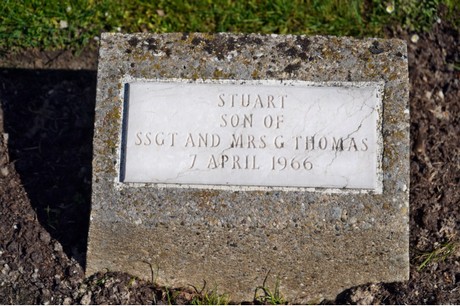 STUART
SON OF
SSGT AND MRS G THOMAS
7 APRIL 1966